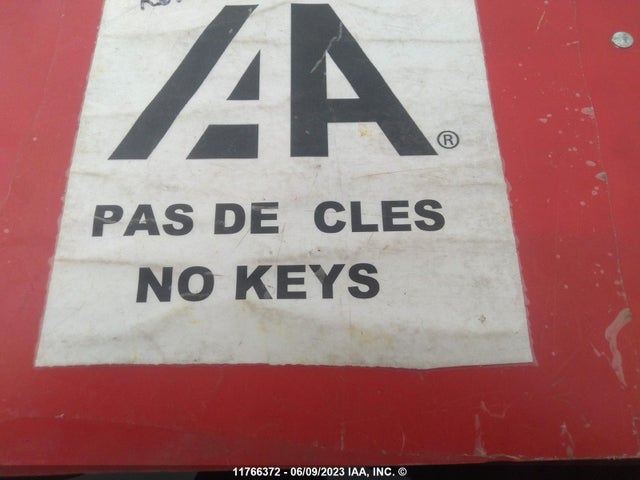 IAA®
PAS DE CLES
NO KEYS
11766372 - 06/09/2023 IAA, INC. ©